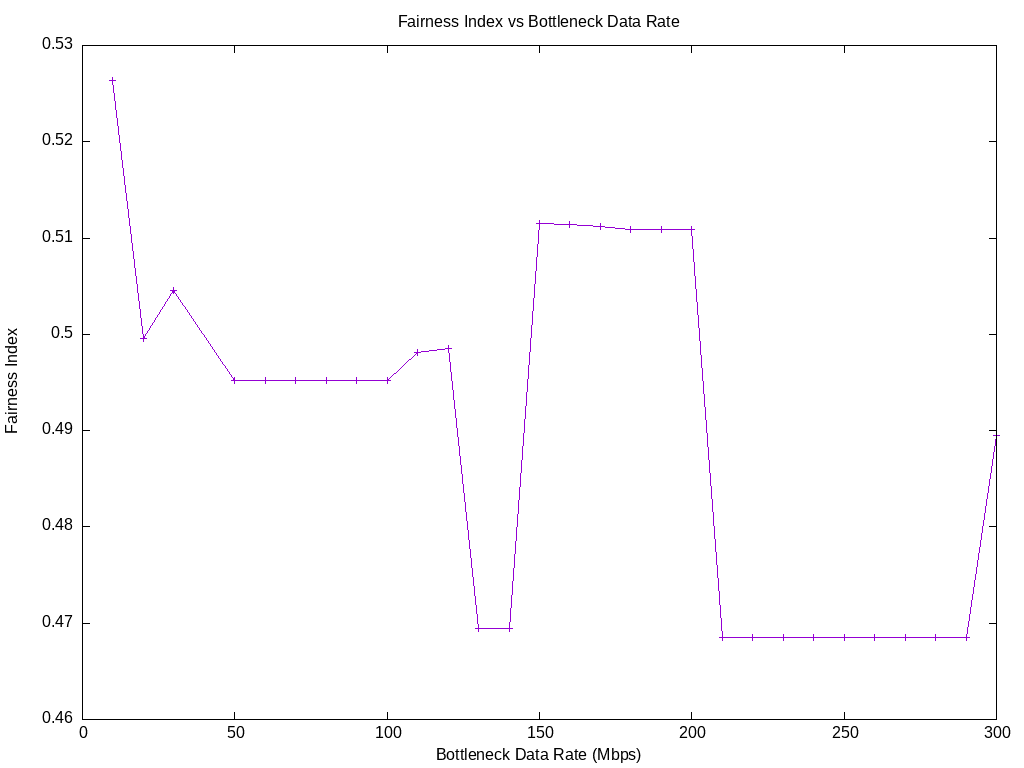 Fairness Index vs Bottleneck Data Rate
0.53
0.52
0.51
0.5
0.49
0.48
0.47
0.46
Fairness Index
0 50 100 150 200 250 300
Bottleneck Data Rate (Mbps)